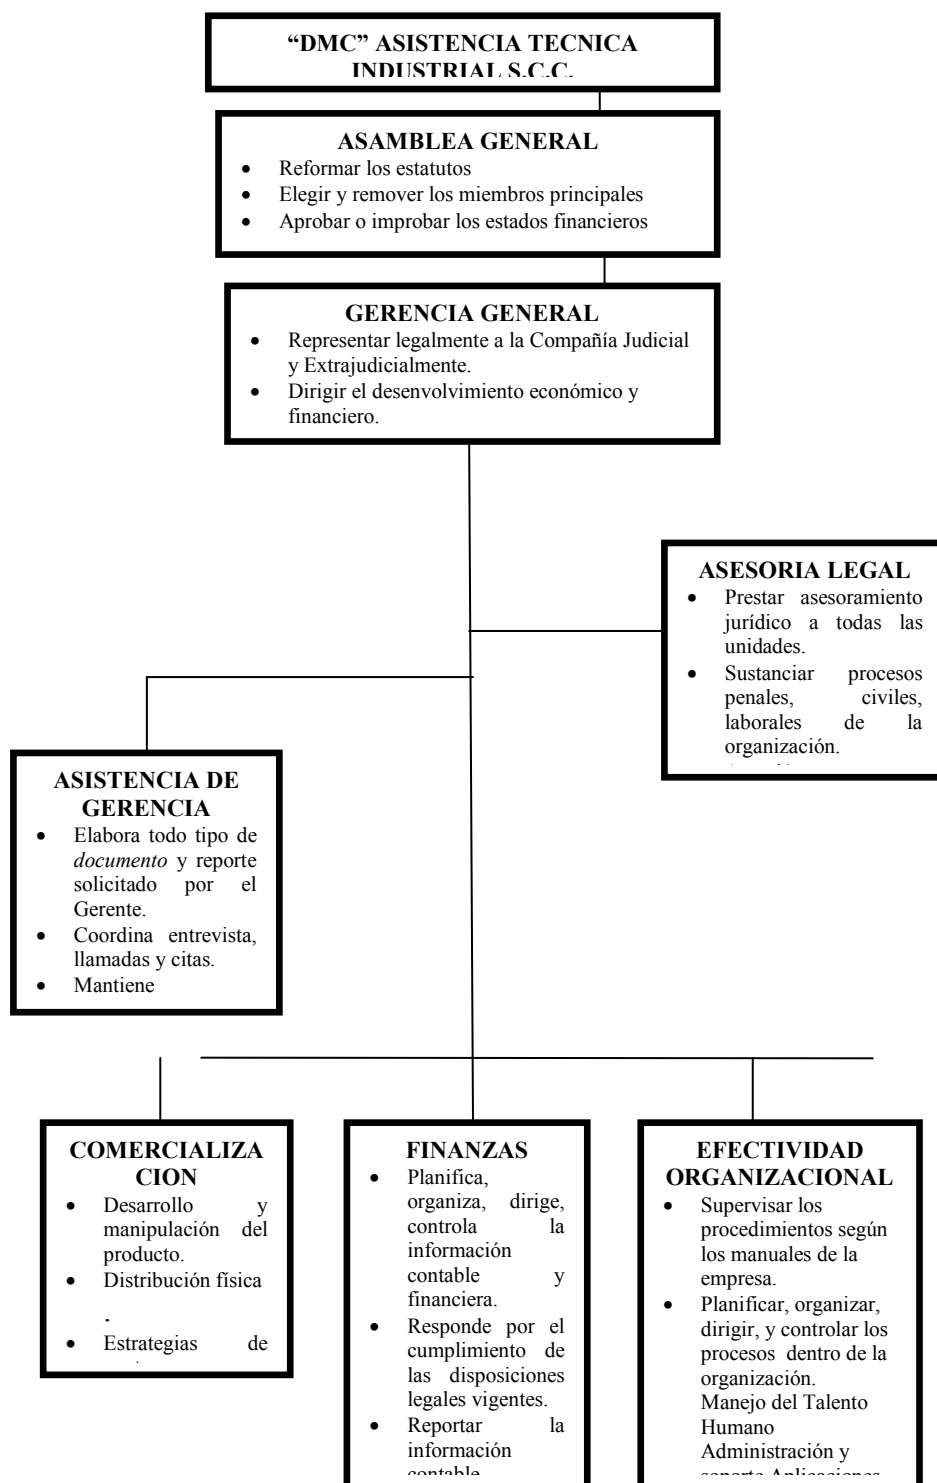 “DMC” ASISTENCIA TECNICA
INDUSTRIAL S.C.C.
ASAMBLEA GENERAL
• Reformar los estatutos
• Elegir y remover los miembros principales
• Aprobar o improbar los estados financieros
GERENCIA GENERAL
• Representar legalmente a la Compañía Judicial
y Extrajudicialmente.
• Dirigir el desenvolvimiento económico y
financiero.
ASESORIA LEGAL
• Prestar asesoramiento
jurídico a todas las
unidades.
• Sustanciar procesos
penales, civiles,
laborales de la
organización.
ASISTENCIA DE
GERENCIA
• Elabora todo tipo de
documento y reporte
solicitado por el
Gerente.
• Coordina entrevista,
llamadas y citas.
• Mantiene
COMERCIALIZA
CION
• Desarrollo y
manipulación del
producto.
• Distribución física
.
• Estrategias de
FINANZAS
• Planifica,
organiza, dirige,
controla la
información
contable y
financiera.
• Responde por el
cumplimiento de
las disposiciones
legales vigentes.
• Reportar la
información
contable
EFECTIVIDAD
ORGANIZACIONAL
• Supervisar los
procedimientos según
los manuales de la
empresa.
• Planificar, organizar,
dirigir, y controlar los
procesos dentro de la
organización.
Manejo del Talento
Humano
Administración y
soporte Aplicaciones